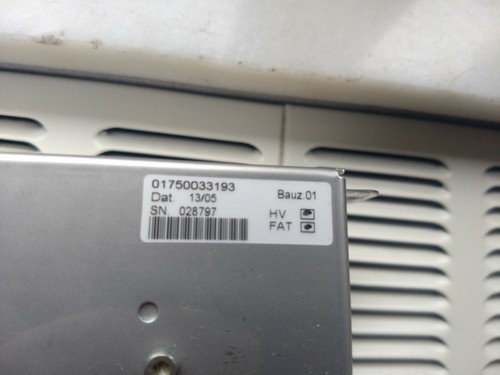 01750033193
Dat. 13/05 Bauz.01
SN. 028797 HV
FAT